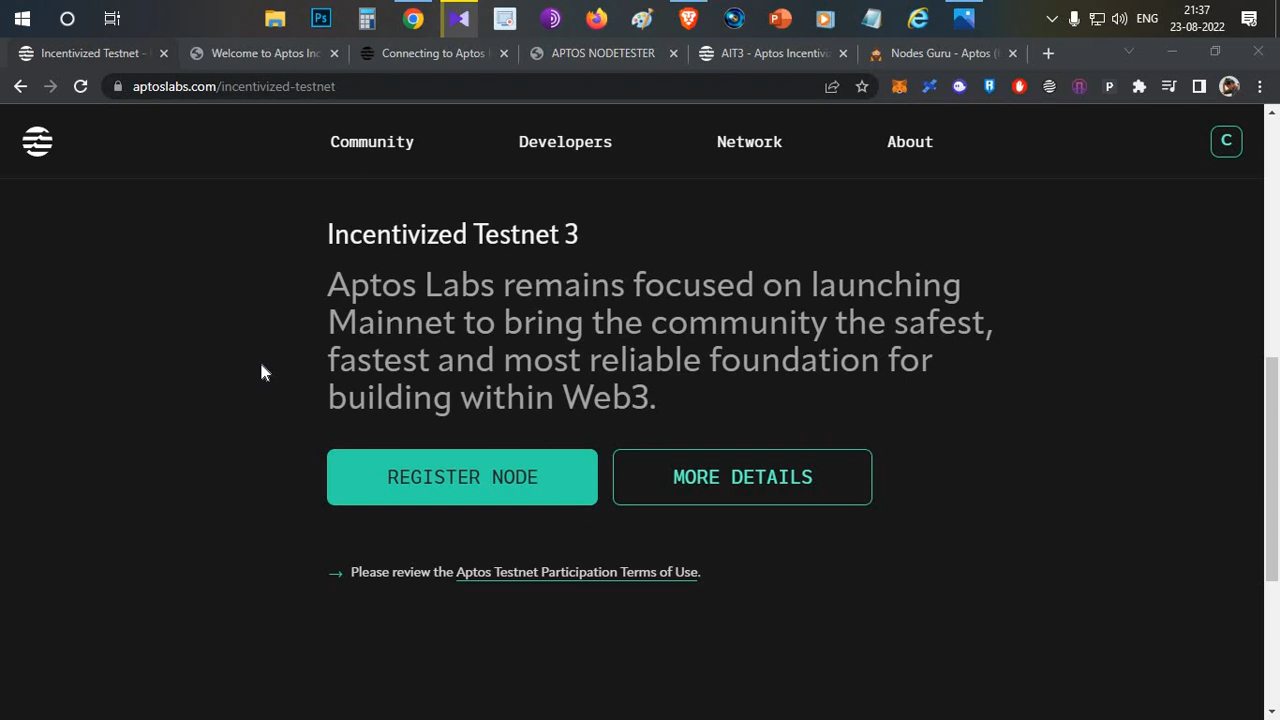 Ps
ENG
21:37
23-08-2022
Incentivized Testnet –
Welcome to Aptos Inc
Connecting to Aptos
APTOS NODETESTER
AIT3 - Aptos Incentiv
Nodes Guru - Aptos (
aptoslabs.com/incentivized-testnet
P
Community
Developers
Network
About
C
Incentivized Testnet 3
Aptos Labs remains focused on launching
Mainnet to bring the community the safest,
fastest and most reliable foundation for
building within Web3.
REGISTER NODE
MORE DETAILS
→ Please review the Aptos Testnet Participation Terms of Use.